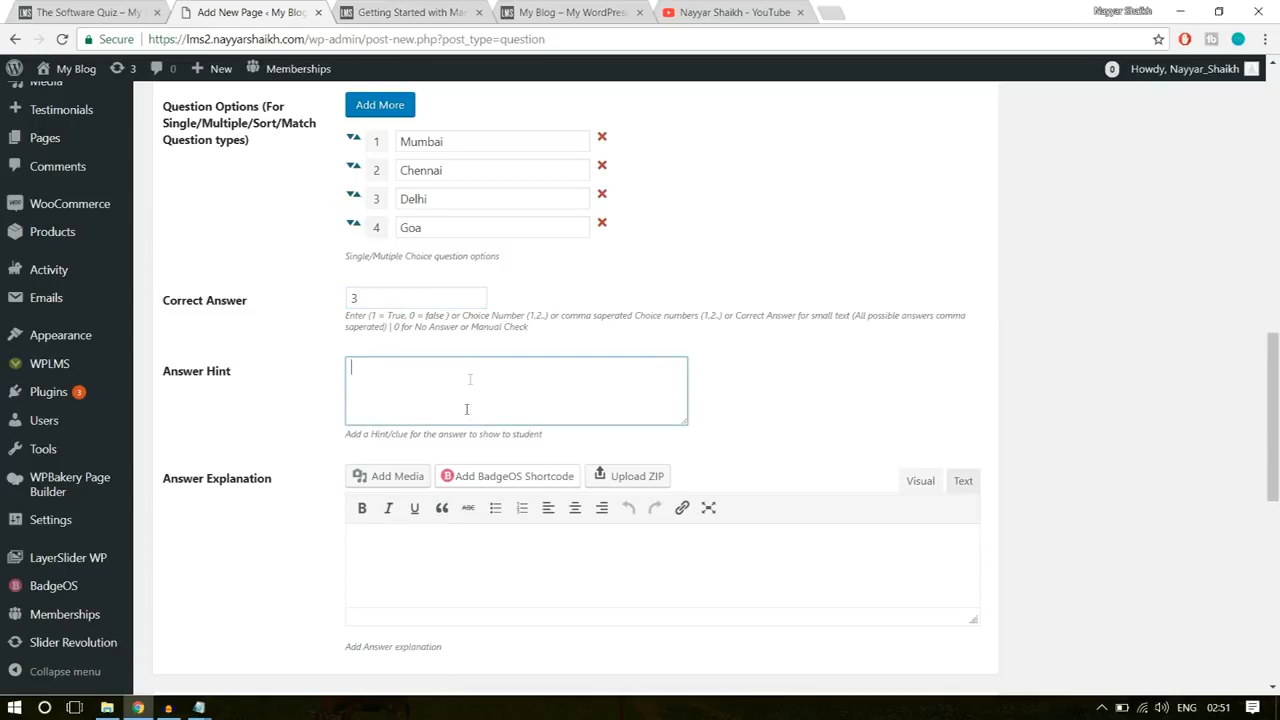 The Software Quiz – My
Add New Page ‹ My Blog
Getting Started with Ma
My Blog – My WordPres
Nayyar Shaikh - YouTube
Nayyar Shaikh
Secure
https://lms2.nayyarshaikh.com/wp-admin/post-new.php?post_type=question
My Blog
3
0
New
Memberships
0
Howdy, Nayyar_Shaikh
Media
Testimonials
Pages
Comments
WooCommerce
Products
Activity
Emails
Appearance
WPLMS
Plugins 3
Users
Tools
WPBakery Page
Builder
Settings
LayerSlider WP
BadgeOS
Memberships
Slider Revolution
Collapse menu
Question Options (For
Single/Multiple/Sort/Match
Question types)
Add More
1 Mumbai
2 Chennai
3 Delhi
4 Goa
Single/Mutiple Choice question options
Correct Answer
3
Enter (1 = True, 0 = false ) or Choice Number (1,2..) or comma saperated Choice numbers (1,2..) or Correct Answer for small text (All possible answers comma
saperated) | 0 for No Answer or Manual Check
Answer Hint
Add a Hint/clue for the answer to show to student
Answer Explanation
Add Media
Add BadgeOS Shortcode
Upload ZIP
Visual
Text
B I U ABC
Add Answer explanation
ENG
02:51